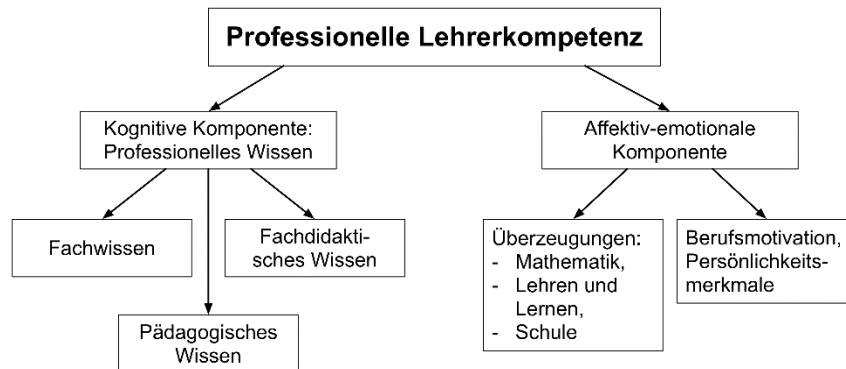 Professionelle Lehrerkompetenz
Kognitive Komponente:
Professionelles Wissen
Affektiv-emotionale
Komponente
Fachwissen
Fachdidakti-
sches Wissen
Pädagogisches
Wissen
Überzeugungen:
- Mathematik,
- Lehren und
Lernen,
- Schule
Berufsmotivation,
Persönlichkeits-
merkmale